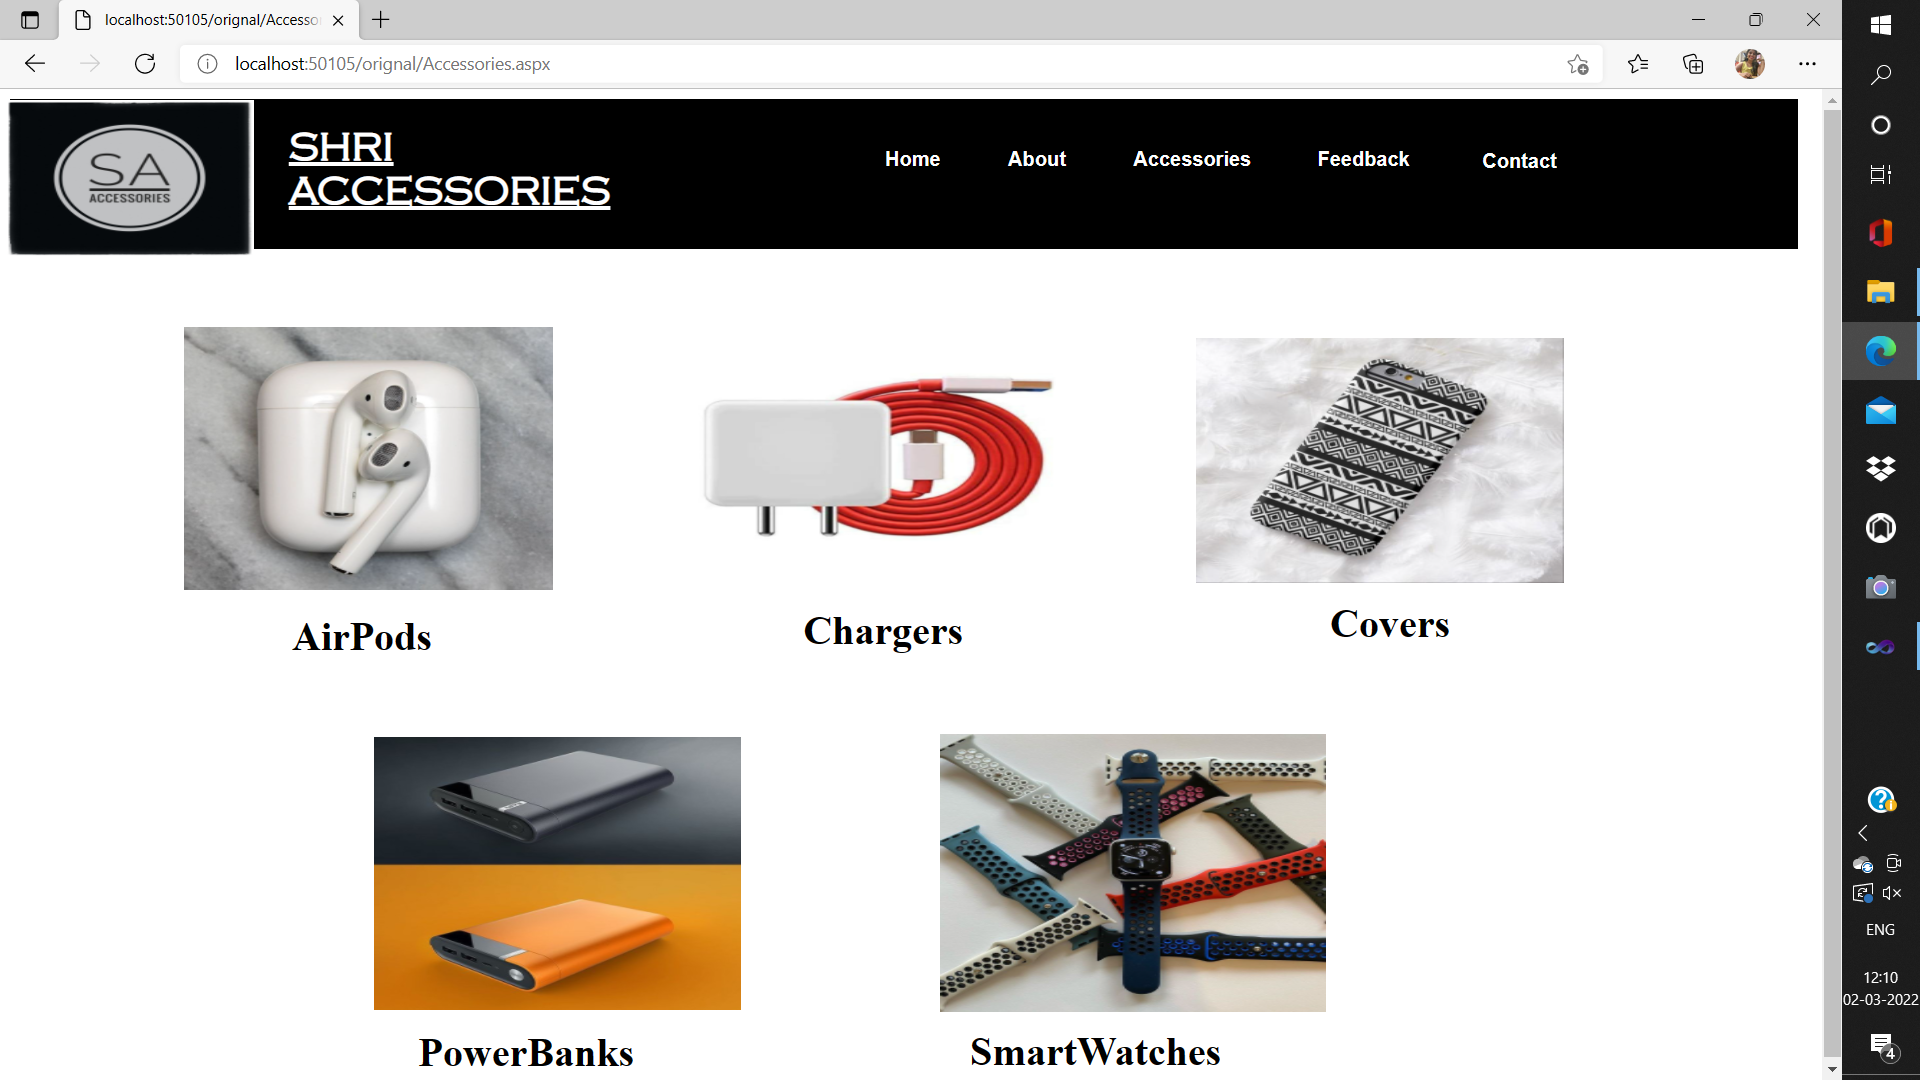 localhost:50105/orignal/Accesso
localhost:50105/orignal/Accessories.aspx
SA
ACCESSORIES
SHRI
ACCESSORIES
Home
About
Accessories
Feedback
Contact
AirPods
Chargers
Covers
PowerBanks
SmartWatches
ENG
12:10
02-03-2022
4